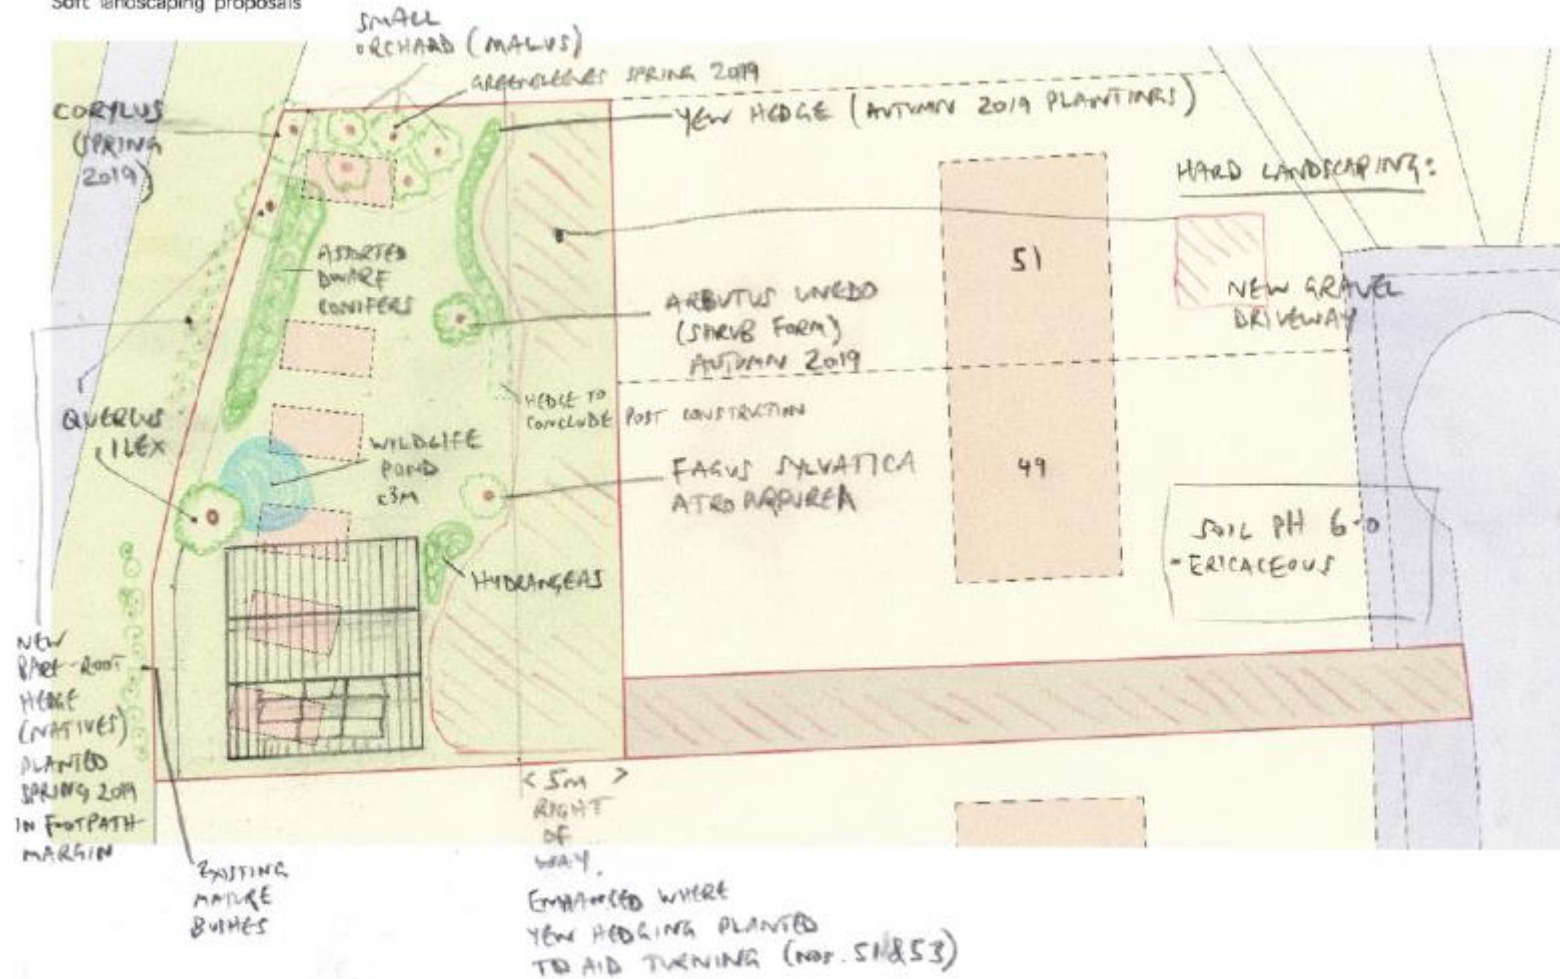 Soft landscaping proposals
SMALL
ORCHARD (MALUS)
SPRING 2019
CORYLUS
(SPRING
2019)
YEW HEDGE (AUTUMN 2019 PLANTINGS)
HARD LANDSCAPING:
NEW GRAVEL
DRIVEWAY
ASSORTED
DWARF
CONIFERS
51
ARBUTUS UNEDO
(SHRUB FORM)
AUTUMN 2019
HEDGE TO
CONCLUDE POST CONSTRUCTION
QUERCUS
ILEX
WILDLIFE
POND
<3M
FAGUS SYLVATICA
ATROPURPUREA
49
SOIL PH 6.0
- ERICACEOUS
HYDRANGEAS
NEW
BARE-ROOT
HEDGE
(NATIVES)
PLANTED
SPRING 2019
IN FOOTPATH
MARGIN
EXISTING
MATURE
BUSHES
< 5M >
RIGHT
OF
WAY.
ENHANCED WHERE
YEW HEDGING PLANTED
TO AID TURNING (NOS. 51&53)